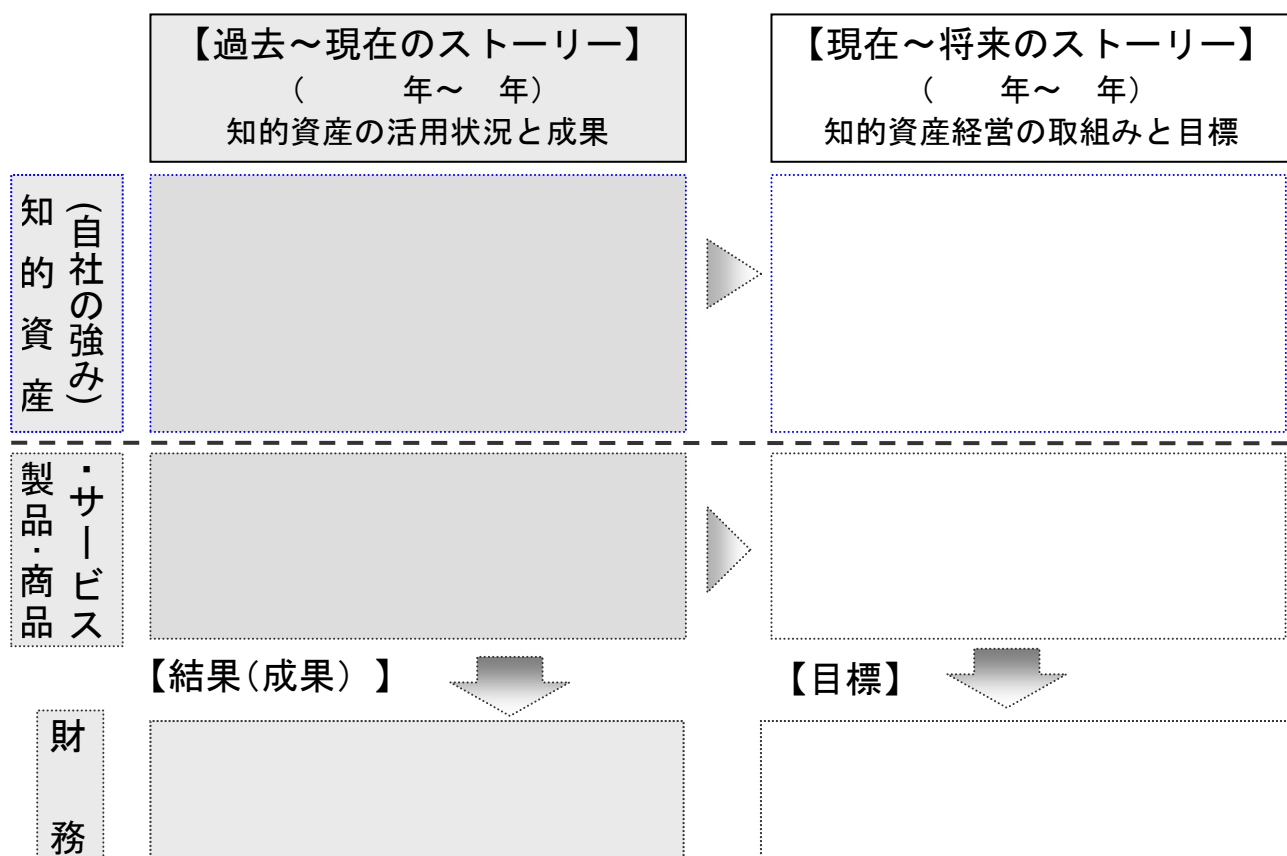 【過去～現在のストーリー】
（　　　年～　年）
知的資産の活用状況と成果
【現在～将来のストーリー】
（　　年～　年）
知的資産経営の取組みと目標
知的資産
（自社の強み）
製品・商品
・サービス
【結果（成果）】
【目標】
財務